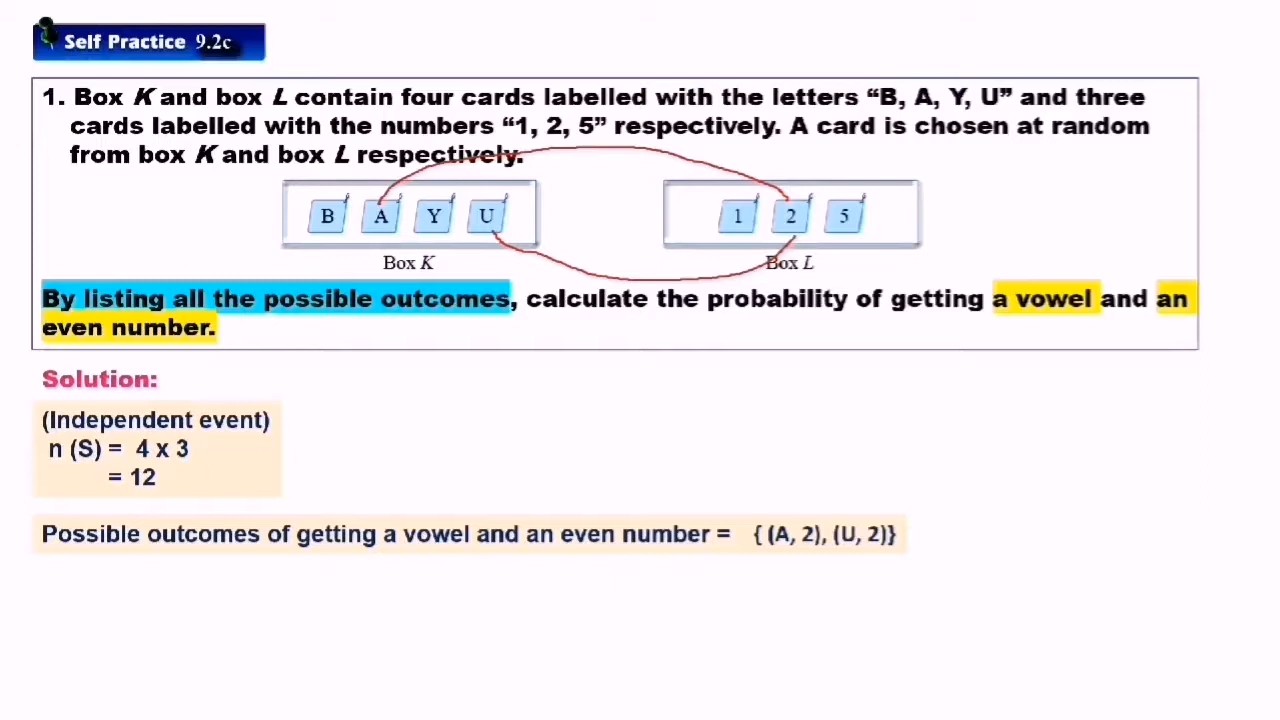 Self Practice 9.2c
1. Box K and box L contain four cards labelled with the letters “B, A, Y, U” and three
cards labelled with the numbers “1, 2, 5” respectively. A card is chosen at random
from box K and box L respectively.
B A Y U 1 2 5
Box K Box L
By listing all the possible outcomes, calculate the probability of getting a vowel and an
even number.
Solution:
(Independent event)
n (S) = 4 x 3
= 12
Possible outcomes of getting a vowel and an even number = { (A, 2), (U, 2)}